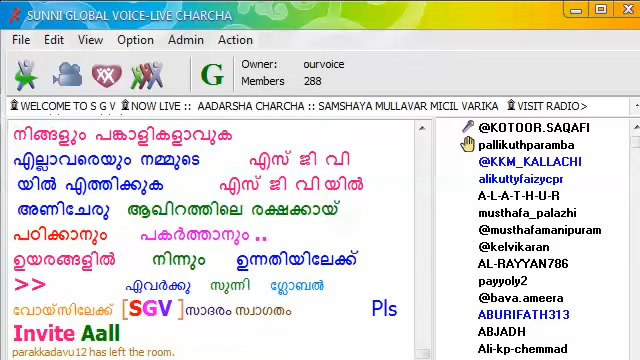 SUNNI GLOBAL VOICE-LIVE CHARCHA
File Edit View Option Admin Action
G Owner: ourvoice
Members 288
WELCOME TO S G V NOW LIVE :: AADARSHA CHARCHA :: SAMSHAYA MULLAVAR MICIL VARIKA VISIT RADIO>
നിങ്ങളും പങ്കാളികളാവുക
എല്ലാവരെയും നമ്മുടെ എസ് ജി വി
യിൽ എത്തിക്കുക എസ് ജി വി യിൽ
അണിചേരു ആഖിറത്തിലെ രക്ഷക്കായ്
പഠിക്കാനും പകർത്താനും ..
ഉയരങ്ങളിൽ നിന്നും ഉന്നതിയിലേക്ക്
>> ഏവർക്കു സുന്നി ഗ്ലോബൽ
വോയ്സിലേക്ക് [SGV ]സാദരം സ്വാഗതം Pls
Invite Aall
parakkadavu12 has left the room.
@KOTOOR.SAQAFI
pallikuthparamba
@KKM_KALLACHI
alikuttyfaizycpr
A-L-A-T-H-U-R
musthafa_palazhi
@musthafamanipuram
@kelvikaran
AL-RAYYAN786
payyoly2
@bava.ameera
ABURIFATH313
ABJADH
Ali-kp-chemmad